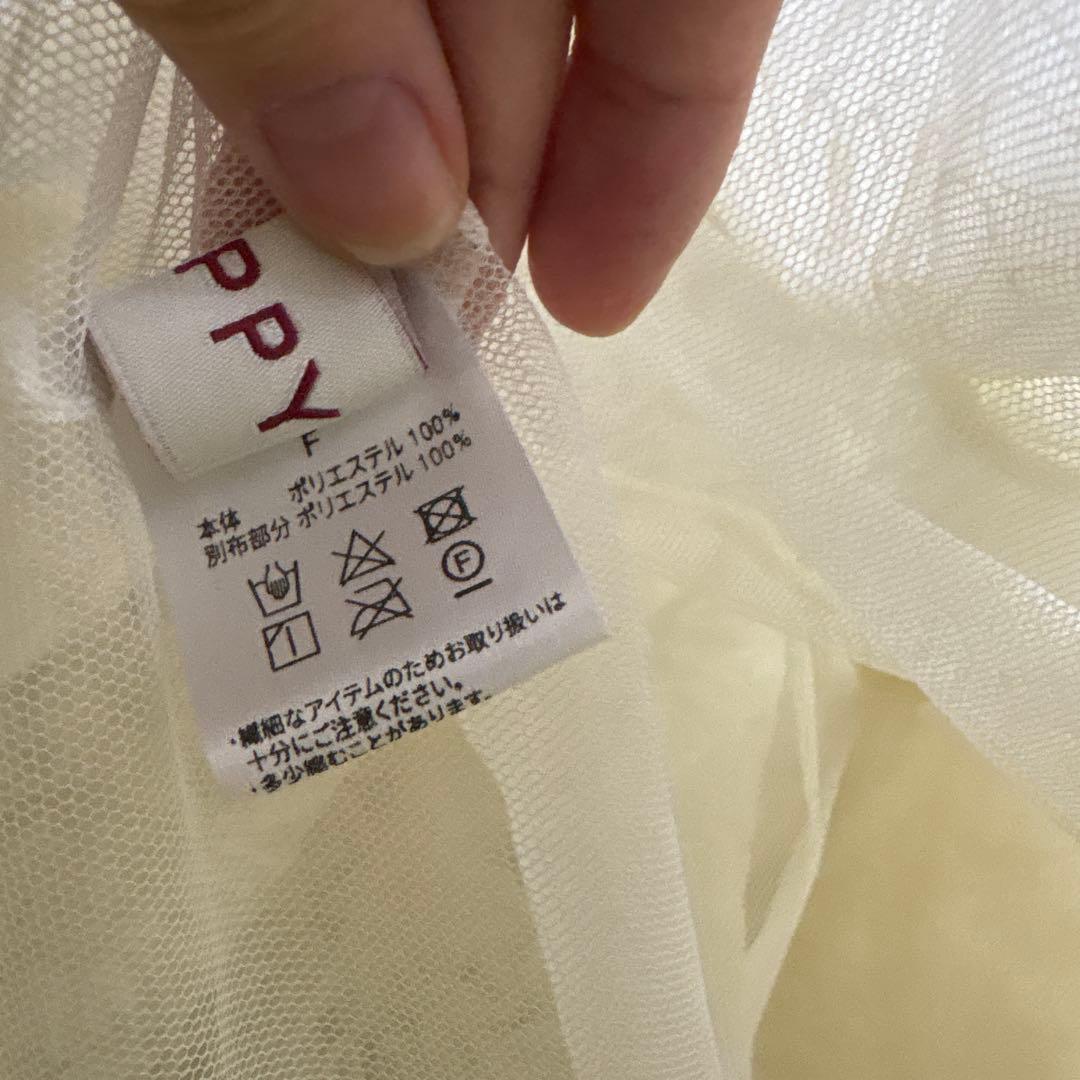 PPY
F
本体 ポリエステル 100%
別布部分 ポリエステル 100%
F
・繊細なアイテムのためお取り扱いは
十分にご注意ください。
・多少縮むことがあります。